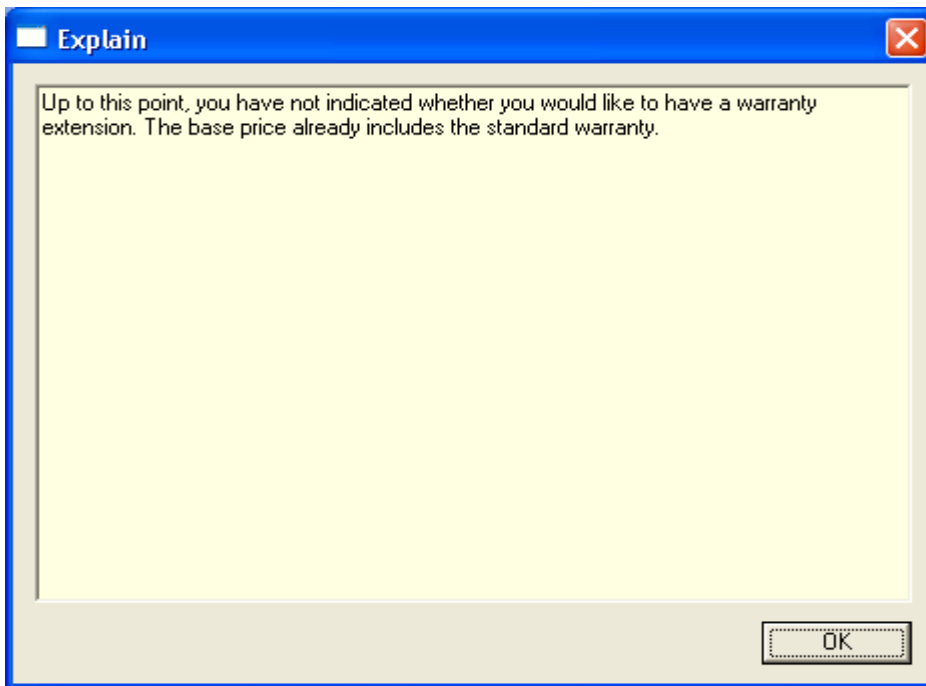 Explain
Up to this point, you have not indicated whether you would like to have a warranty
extension. The base price already includes the standard warranty.
OK